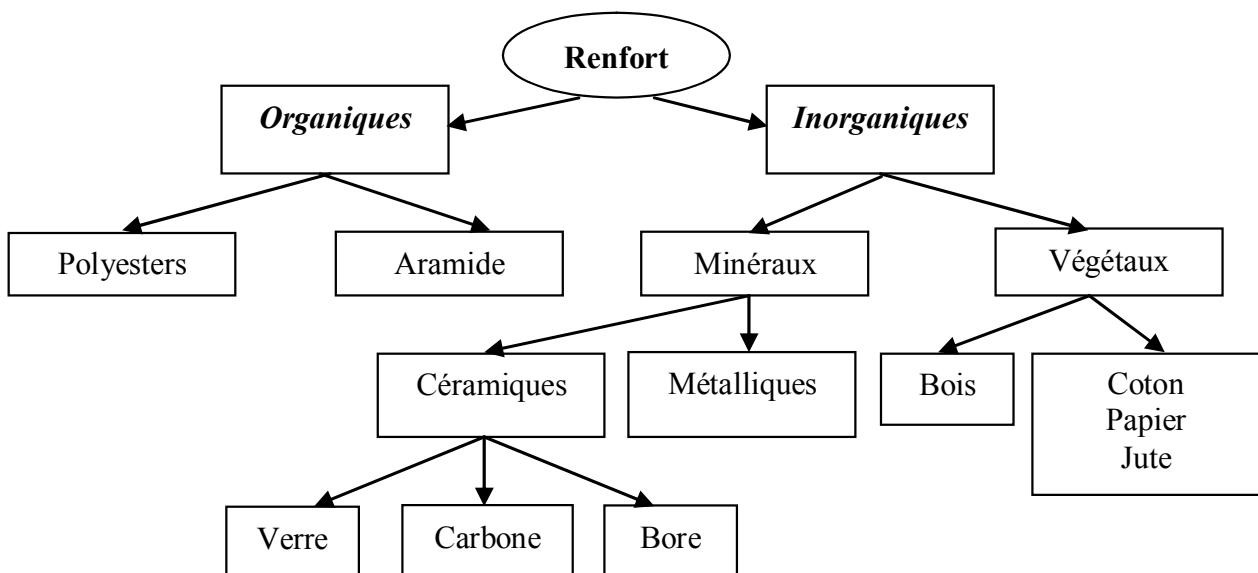 Renfort
Organiques
Inorganiques
Polyesters
Aramide
Minéraux
Végétaux
Céramiques
Métalliques
Bois
Coton
Papier
Jute
Verre
Carbone
Bore